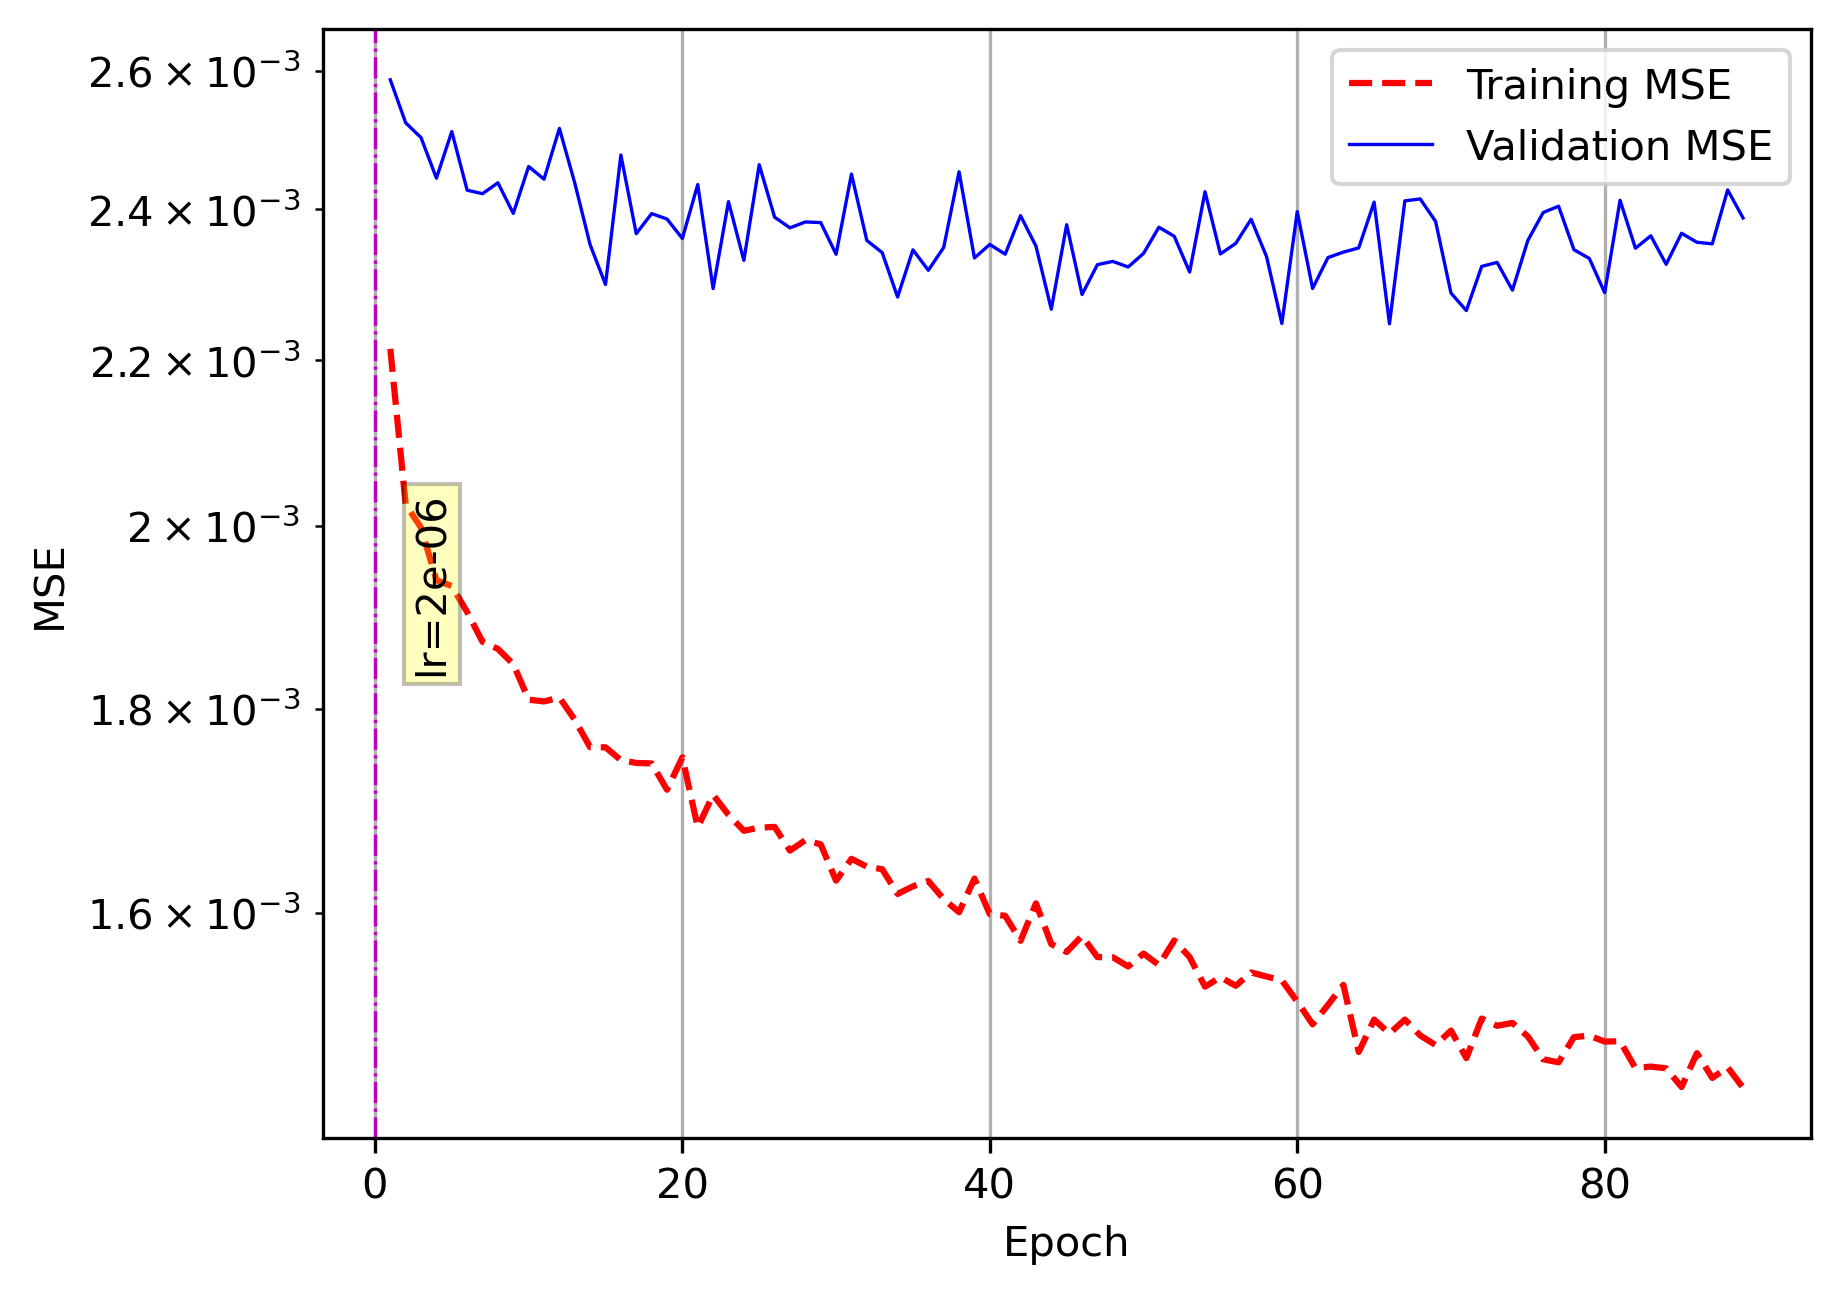 2.6 × 10⁻³
2.4 × 10⁻³
2.2 × 10⁻³
2 × 10⁻³
1.8 × 10⁻³
1.6 × 10⁻³
MSE
lr=2e-06
Training MSE
Validation MSE
0 20 40 60 80
Epoch